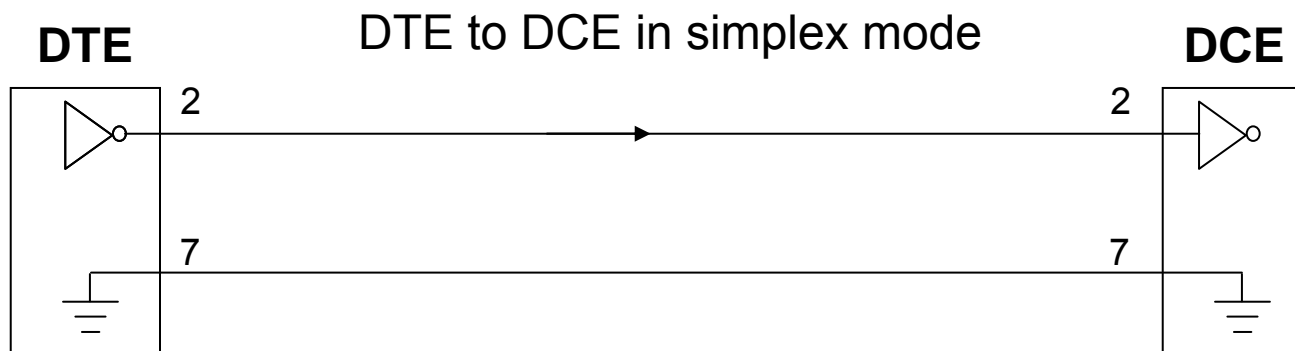 DTE to DCE in simplex mode
DTE DCE
2 2
7 7